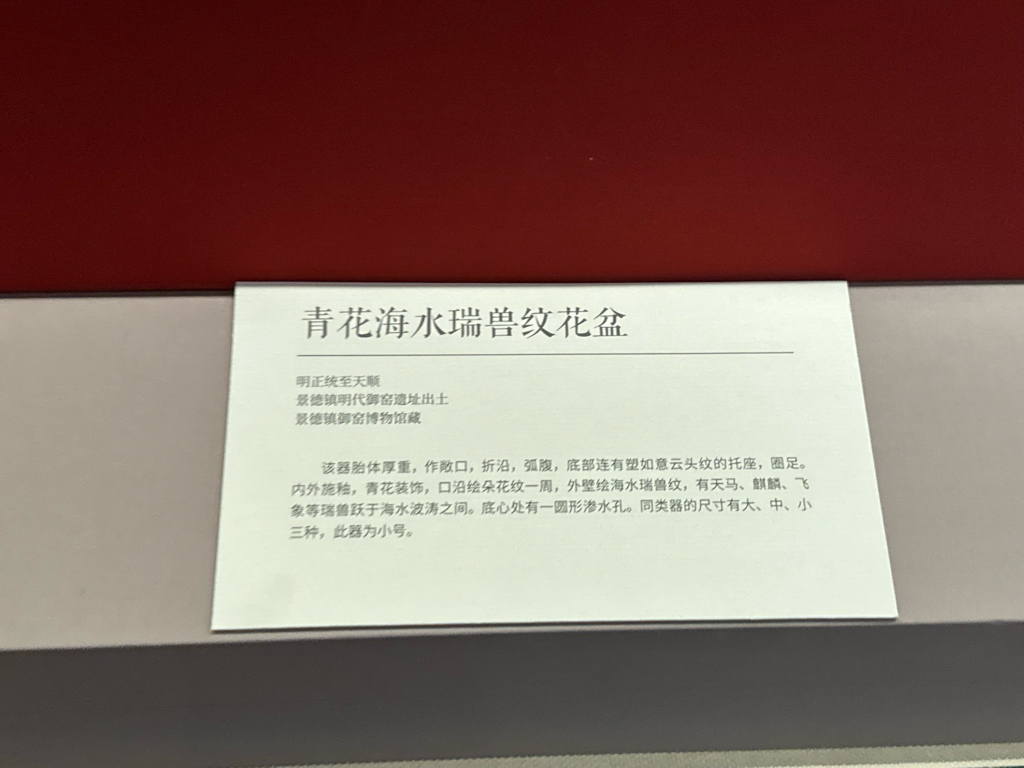 青花海水瑞兽纹花盆
明正统至天顺
景德镇明代御窑遗址出土
景德镇御窑博物馆藏
该器胎体厚重，作敞口，折沿，弧腹，底部连有塑如意云头纹的托座，圈足。
内外施釉，青花装饰，口沿绘朵花纹一周，外壁绘海水瑞兽纹，有天马、麒麟、飞
象等瑞兽跃于海水波涛之间。底心处有一圆形渗水孔。同类器的尺寸有大、中、小
三种，此器为小号。